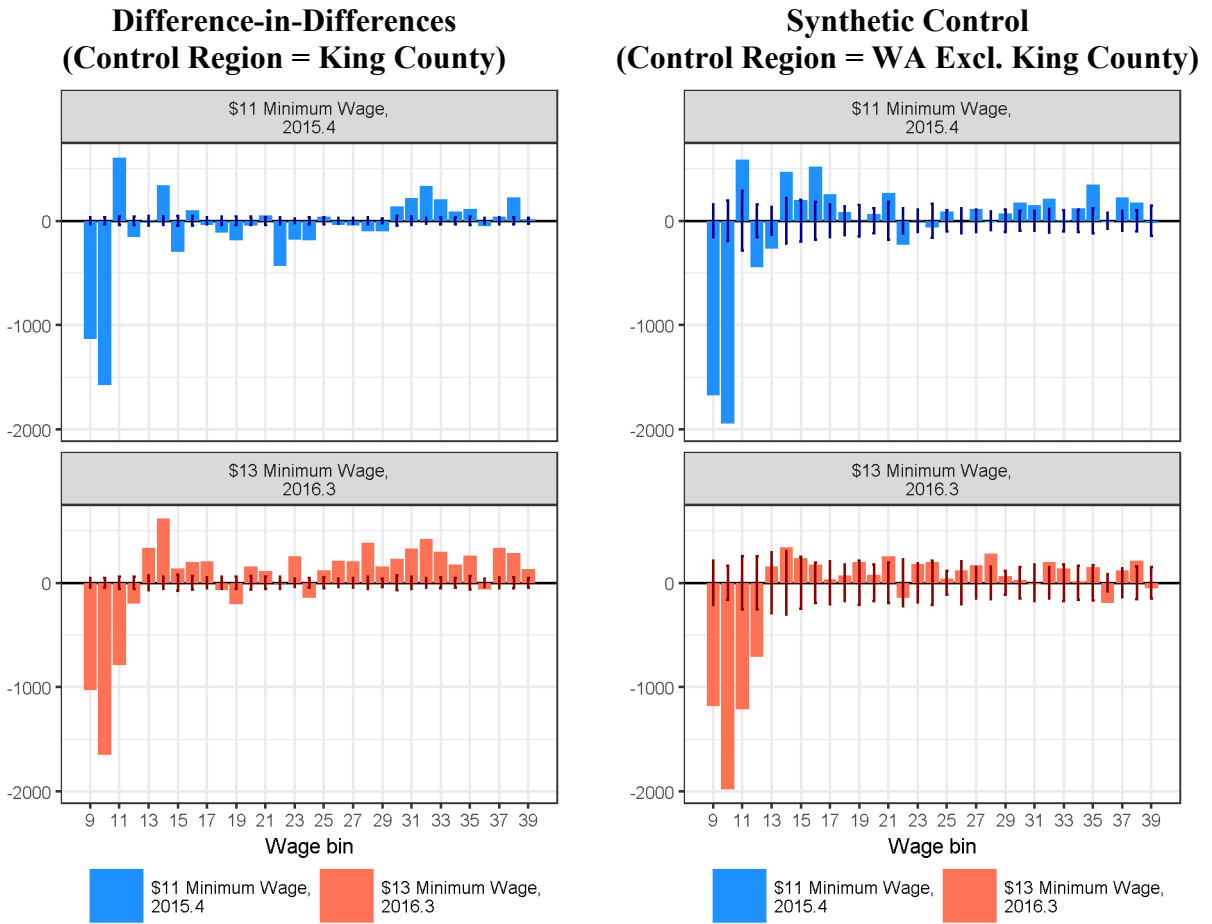 Difference-in-Differences
(Control Region = King County)
$11 Minimum Wage,
2015.4
0
-1000
-2000
$13 Minimum Wage,
2016.3
0
-1000
-2000
9 11 13 15 17 19 21 23 25 27 29 31 33 35 37 39
Wage bin
$11 Minimum Wage,
2015.4
$13 Minimum Wage,
2016.3
Synthetic Control
(Control Region = WA Excl. King County)
$11 Minimum Wage,
2015.4
0
-1000
-2000
$13 Minimum Wage,
2016.3
0
-1000
-2000
9 11 13 15 17 19 21 23 25 27 29 31 33 35 37 39
Wage bin
$11 Minimum Wage,
2015.4
$13 Minimum Wage,
2016.3